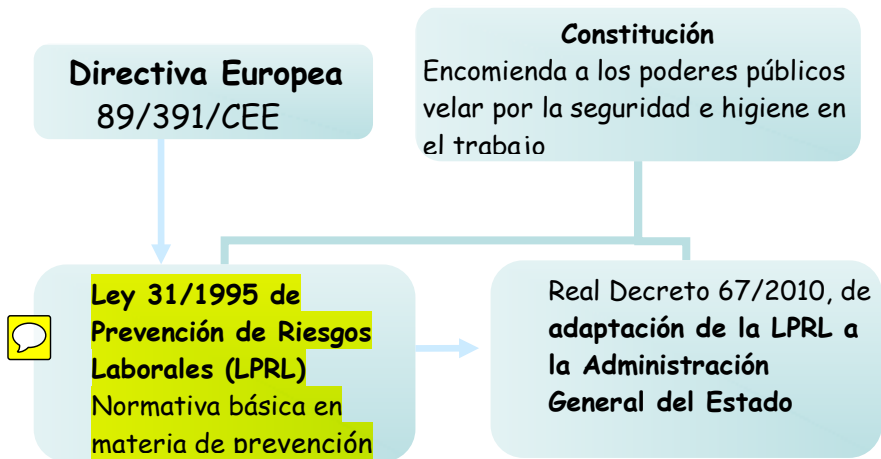 Directiva Europea
89/391/CEE
Constitución
Encomienda a los poderes públicos
velar por la seguridad e higiene en
el trabajo
Ley 31/1995 de
Prevención de Riesgos
Laborales (LPRL)
Normativa básica en
materia de prevención
Real Decreto 67/2010, de
adaptación de la LPRL a
la Administración
General del Estado